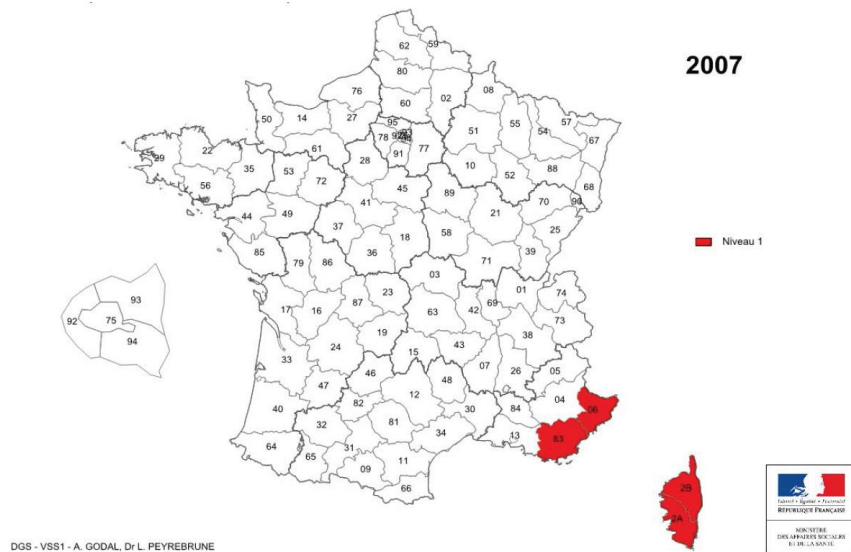 2007
62 59
80
76 60 02 08
50 14 27 95 57
78 77 51 55 54 67
29 22 61 91
35 53 28 10 52 88 68
56 72 45 89 70 90
44 49 41 21 25
37 18 58 39
85 79 86 36 71
03 01 74
17 16 87 23 63 42 69 73
19 38
33 24 15 43 07 26 05
47 46 48
40 82 12 84 04 06
32 81 30 13 83
64 65 31 34
09 11
66
93
92 75
94
2B
2A
Niveau 1
Liberté • Égalité • Fraternité
RÉPUBLIQUE FRANÇAISE
MINISTÈRE
DES AFFAIRES SOCIALES
ET DE LA SANTÉ
DGS - VSS1 - A. GODAL, Dr L. PEYREBRUNE